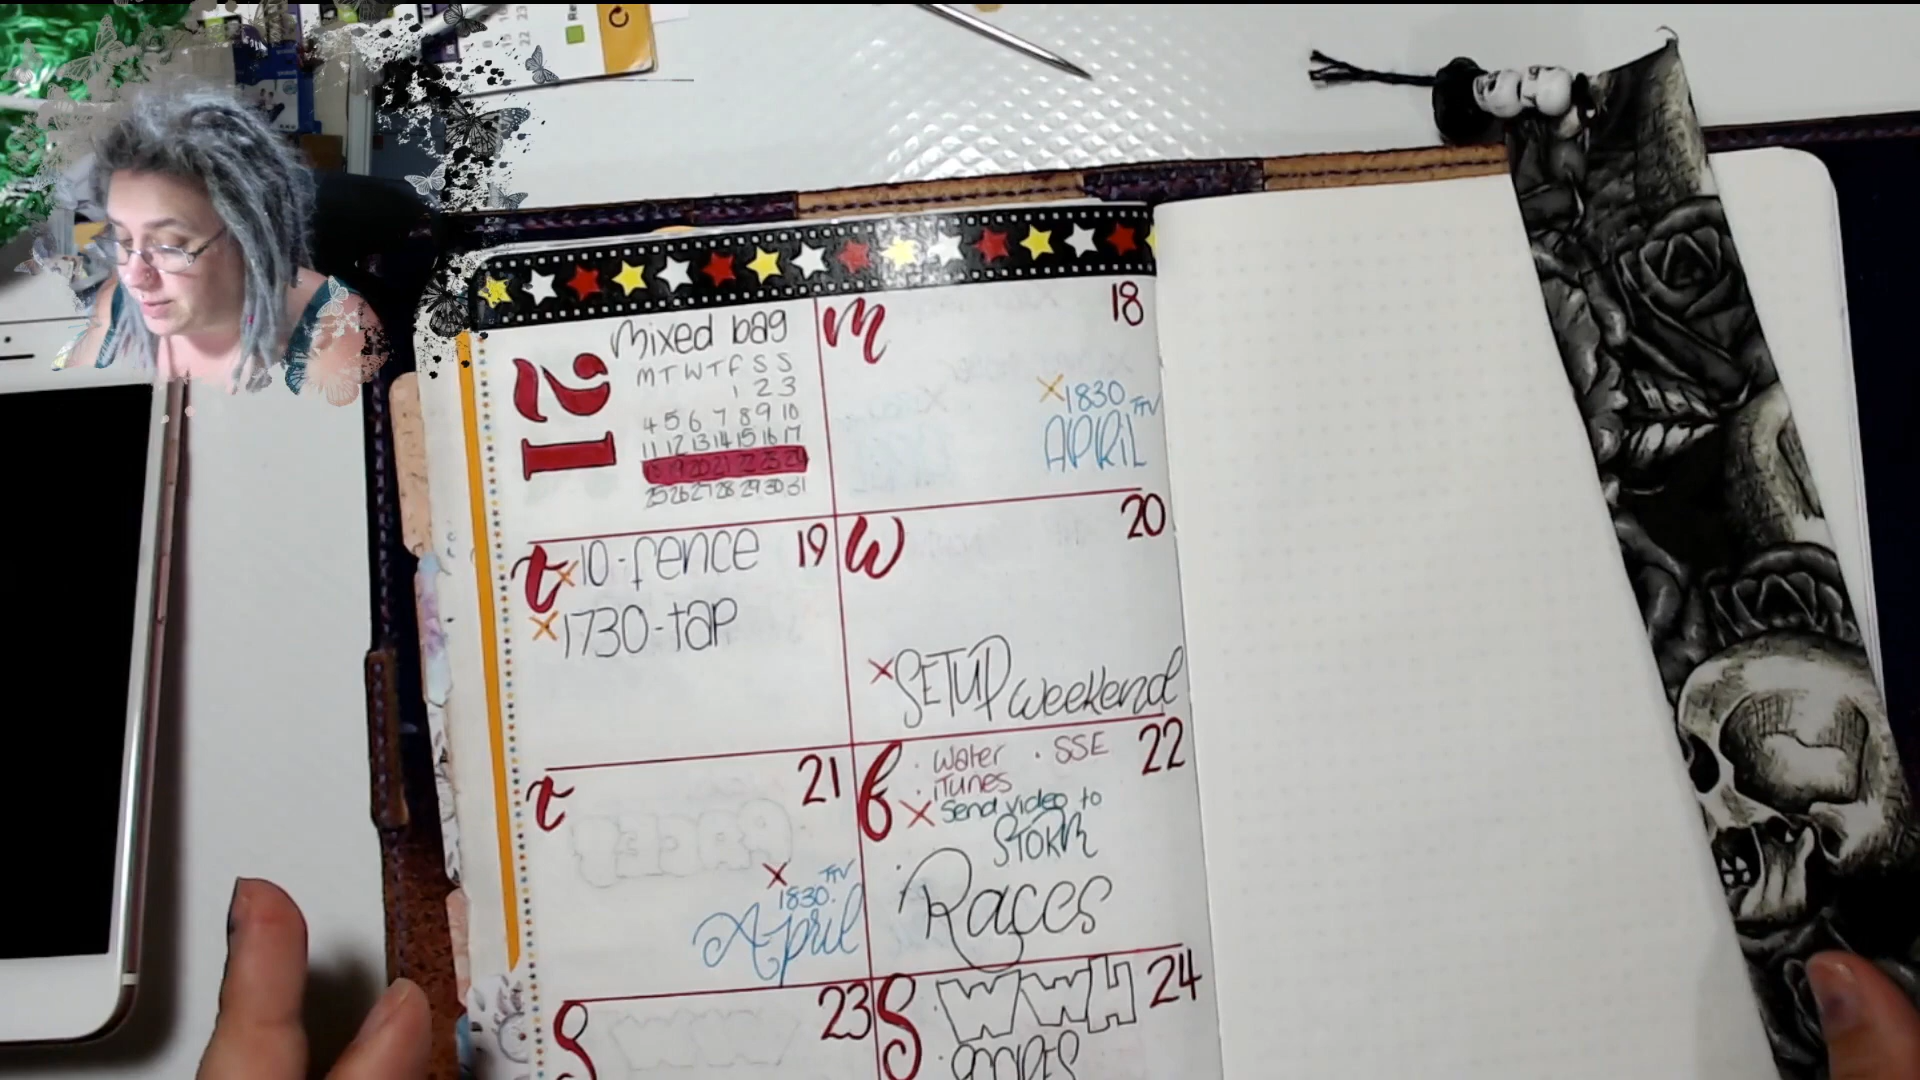 21
Mixed bag
M T W T F S S
1 2 3
4 5 6 7 8 9 10
11 12 13 14 15 16 17
18 19 20 21 22 23 24
25 26 27 28 29 30 31
M 18
×1830 TTV
APRIL
t 19
×10-fence
×1730-tap
W 20
×SETUP weekend
t 21
× TTV
1830.
April
f 22
· Water · SSE
· iTunes
× Send video to
STORM
· Races
S 23
S 24
· WWH